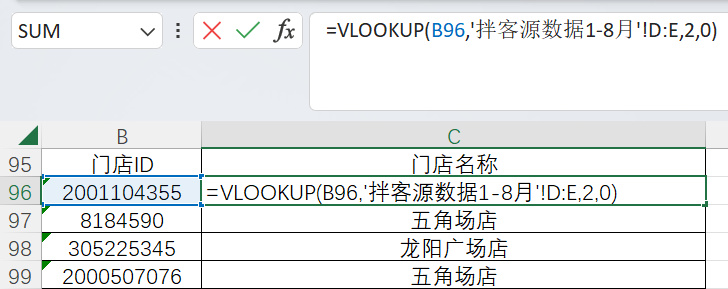 SUM
fx
=VLOOKUP(B96,'拌客源数据1-8月'!D:E,2,0)
B C
95 门店ID 门店名称
96 2001104355 =VLOOKUP(B96,'拌客源数据1-8月'!D:E,2,0)
97 8184590 五角场店
98 305225345 龙阳广场店
99 2000507076 五角场店